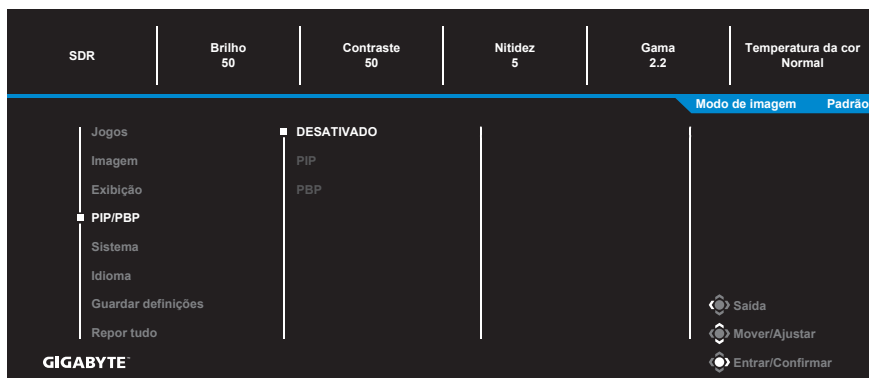 SDR
Brilho
50
Contraste
50
Nitidez
5
Gama
2.2
Temperatura da cor
Normal
Modo de imagem Padrão
Jogos
Imagem
Exibição
PIP/PBP
Sistema
Idioma
Guardar definições
Repor tudo
DESATIVADO
PIP
PBP
Saída
Mover/Ajustar
Entrar/Confirmar
GIGABYTE™